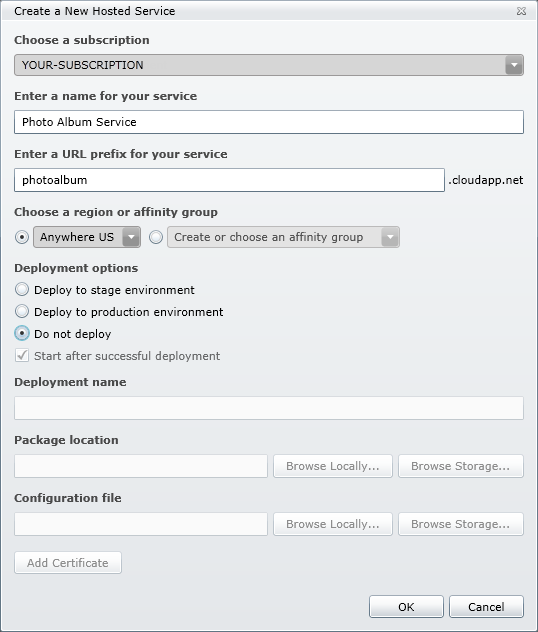 Create a New Hosted Service
Choose a subscription
YOUR-SUBSCRIPTION
Enter a name for your service
Photo Album Service
Enter a URL prefix for your service
photoalbum .cloudapp.net
Choose a region or affinity group
Anywhere US Create or choose an affinity group
Deployment options
Deploy to stage environment
Deploy to production environment
Do not deploy
Start after successful deployment
Deployment name
Package location
Browse Locally... Browse Storage...
Configuration file
Browse Locally... Browse Storage...
Add Certificate
OK Cancel